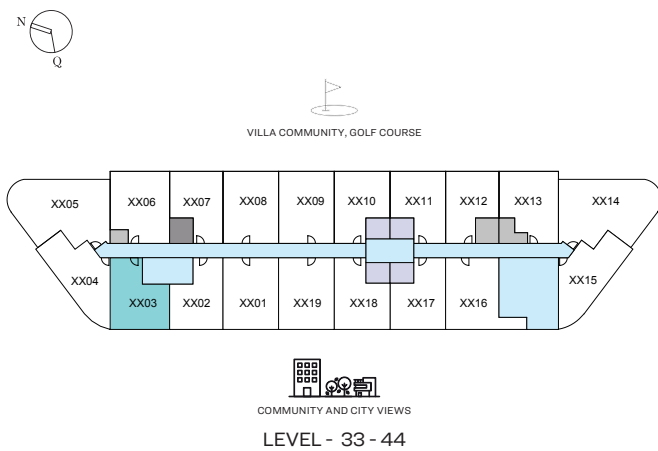 N
Q
VILLA COMMUNITY, GOLF COURSE
XX05
XX06
XX07
XX08
XX09
XX10
XX11
XX12
XX13
XX14
XX04
XX03
XX02
XX01
XX19
XX18
XX17
XX16
XX15
COMMUNITY AND CITY VIEWS
LEVEL - 33 - 44